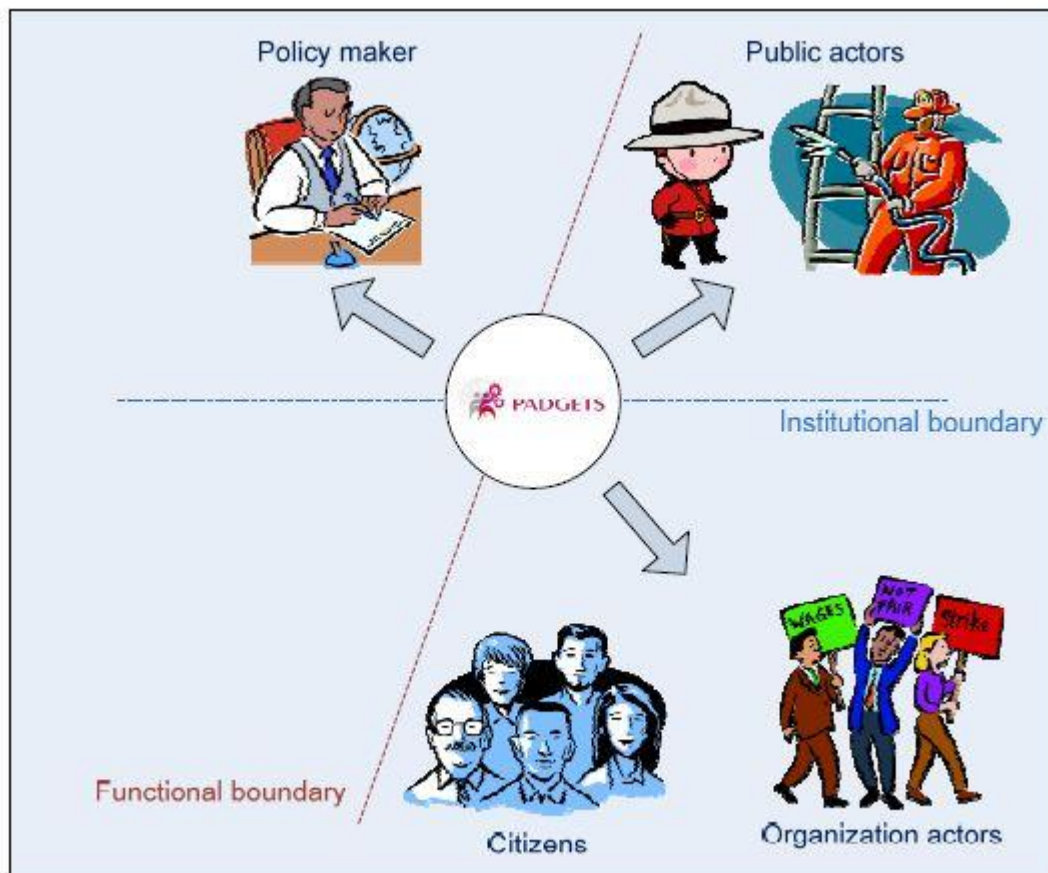 Policy maker
Public actors
PADGETS
Institutional boundary
WAGES
NOT
FAIR
Strike
Functional boundary
Citizens
Organization actors